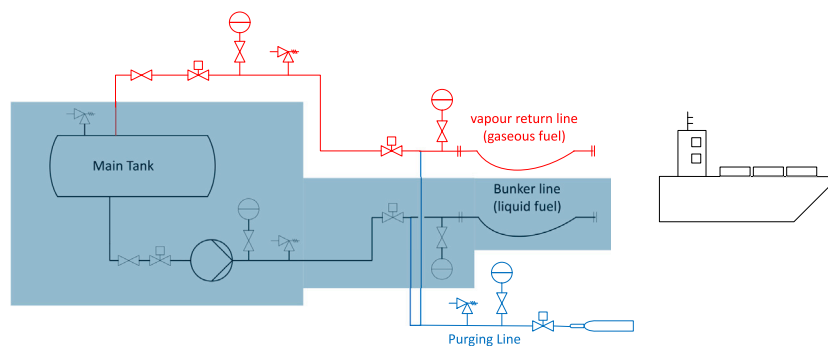 vapour return line
(gaseous fuel)
Main Tank
Bunker line
(liquid fuel)
Purging Line